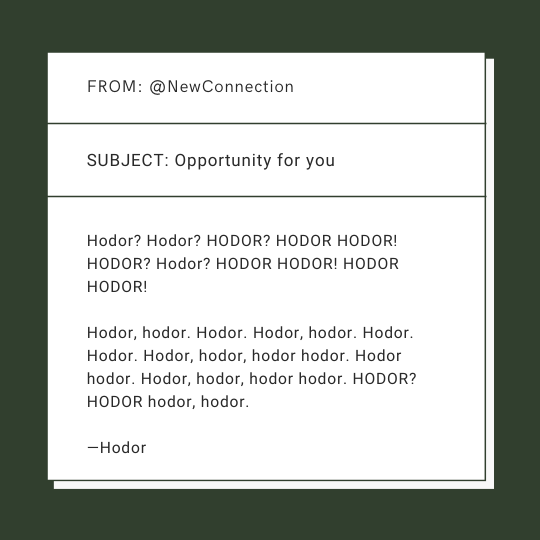 FROM: @NewConnection
SUBJECT: Opportunity for you
Hodor? Hodor? HODOR? HODOR HODOR!
HODOR? Hodor? HODOR HODOR! HODOR
HODOR!
Hodor, hodor. Hodor. Hodor, hodor. Hodor.
Hodor. Hodor, hodor, hodor hodor. Hodor
hodor. Hodor, hodor, hodor hodor. HODOR?
HODOR hodor, hodor.
—Hodor